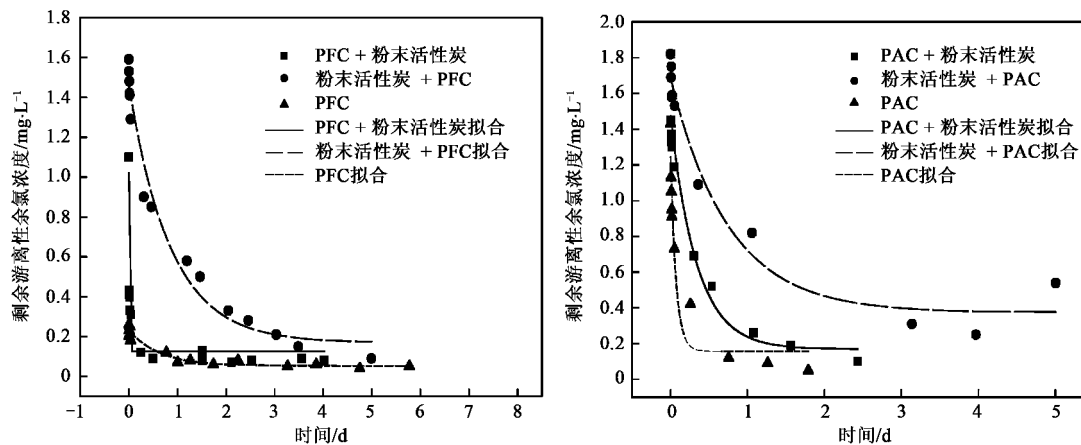 1.8
1.6
1.4
1.2
1.0
0.8
0.6
0.4
0.2
0
剩余游离性余氯浓度/mg·L⁻¹
PFC + 粉末活性炭
粉末活性炭 + PFC
PFC
PFC + 粉末活性炭拟合
粉末活性炭 + PFC拟合
PFC拟合
−1 0 1 2 3 4 5 6 7 8
时间/d
2.0
1.8
1.6
1.4
1.2
1.0
0.8
0.6
0.4
0.2
0.0
剩余游离性余氯浓度/mg·L⁻¹
PAC + 粉末活性炭
粉末活性炭 + PAC
PAC
PAC + 粉末活性炭拟合
粉末活性炭 + PAC拟合
PAC拟合
0 1 2 3 4 5
时间/d